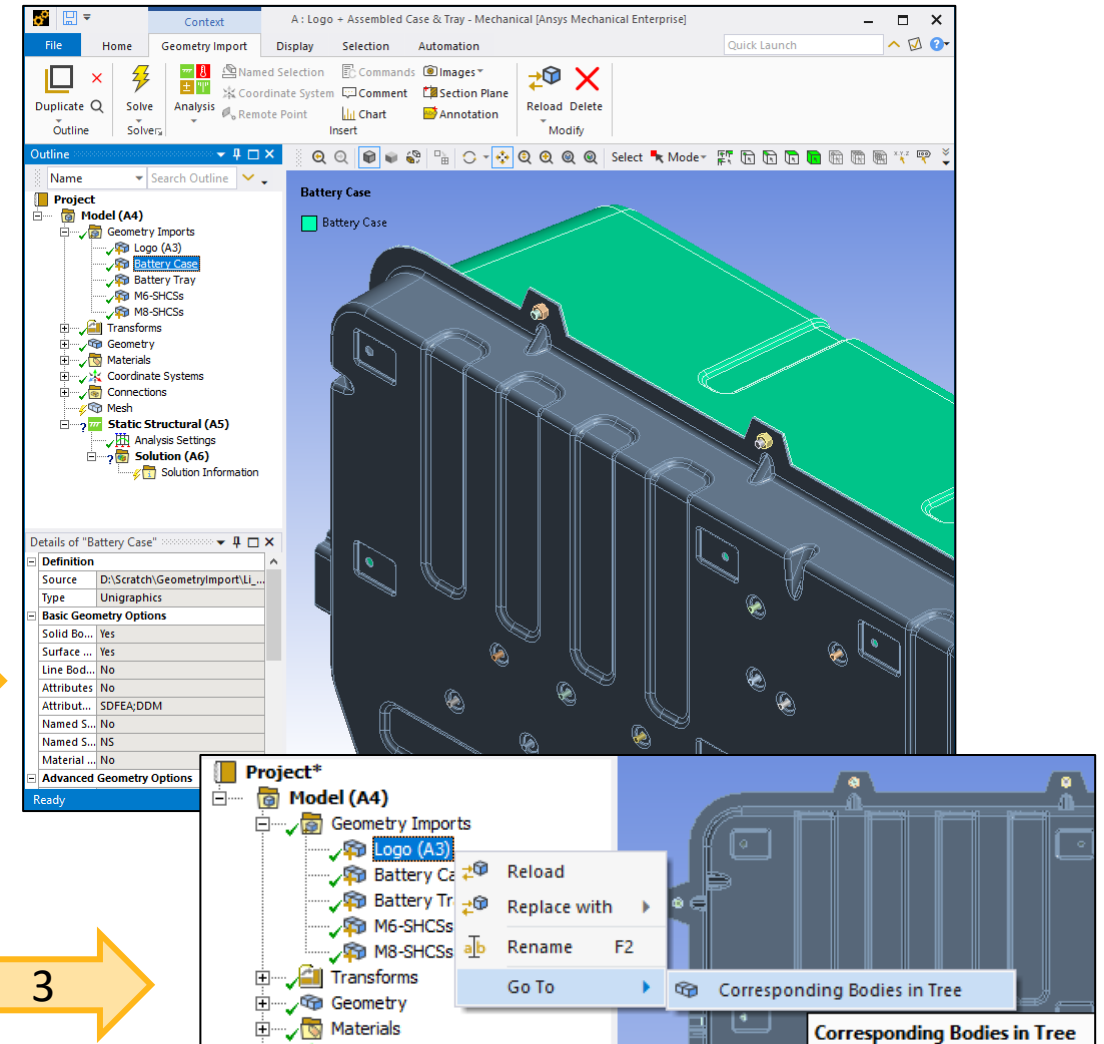 Context
A : Logo + Assembled Case & Tray - Mechanical [Ansys Mechanical Enterprise]
File Home Geometry Import Display Selection Automation
Quick Launch
Duplicate
Outline
Solve
Solver
Analysis
Named Selection
Coordinate System
Remote Point
Commands
Comment
Chart
Images
Section Plane
Annotation
Insert
Reload Delete
Modify
Outline
Name
Search Outline
Select Mode
Project
Model (A4)
Geometry Imports
Logo (A3)
Battery Case
Battery Tray
M6-SHCSs
M8-SHCSs
Transforms
Geometry
Materials
Coordinate Systems
Connections
Mesh
Static Structural (A5)
Analysis Settings
Solution (A6)
Solution Information
Battery Case
Battery Case
Details of "Battery Case"
Definition
Source D:\Scratch\GeometryImport\Li_...
Type Unigraphics
Basic Geometry Options
Solid Bo... Yes
Surface ... Yes
Line Bod... No
Attributes No
Attribut... SDFEA;DDM
Named S... No
Named S... NS
Material ... No
Advanced Geometry Options
Ready
3
Project*
Model (A4)
Geometry Imports
Logo (A3)
Battery Ca
Battery Tr
M6-SHCSs
M8-SHCSs
Transforms
Geometry
Materials
Reload
Replace with
Rename F2
Go To
Corresponding Bodies in Tree
Corresponding Bodies in Tree